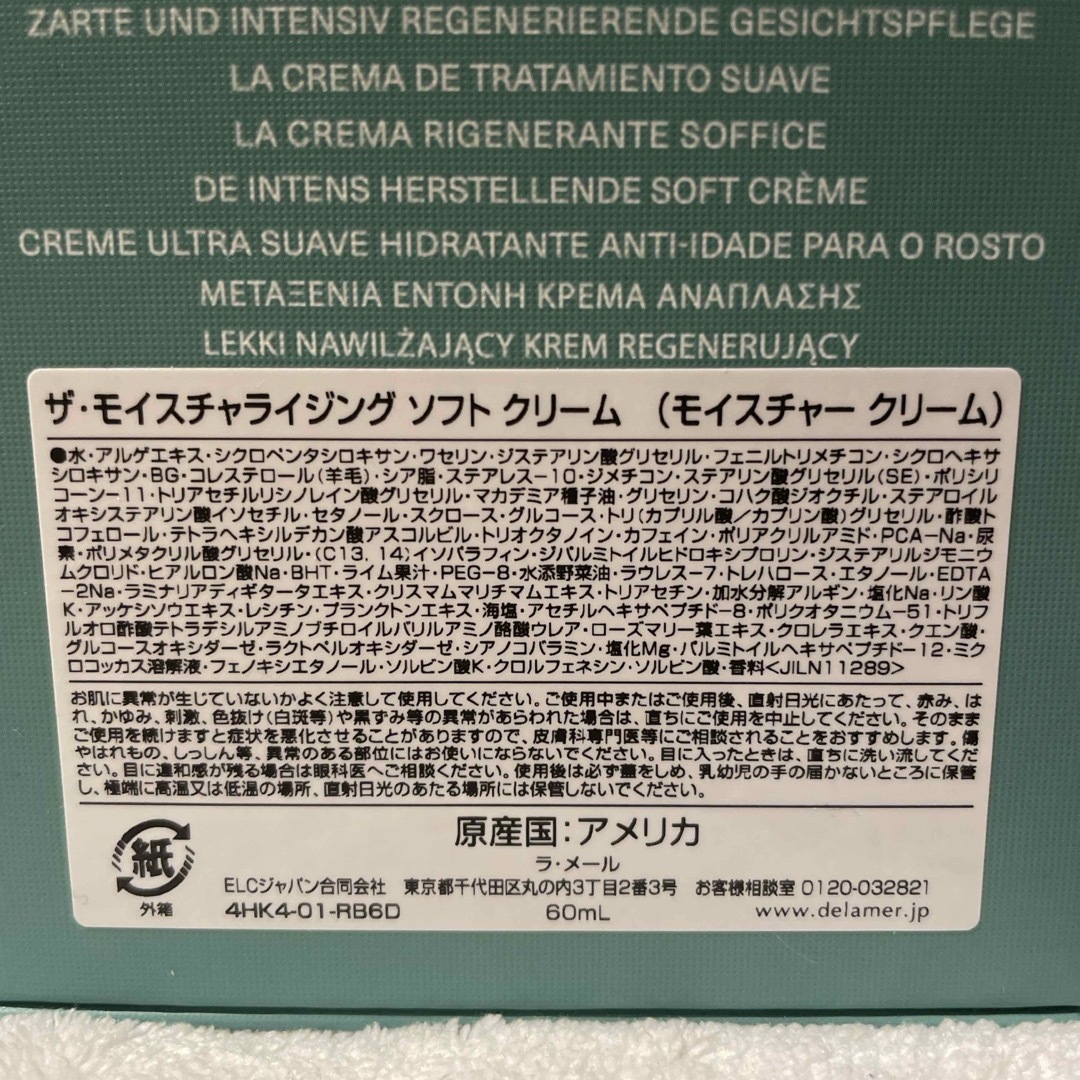 ZARTE UND INTENSIV REGENERIERENDE GESICHTSPFLEGE
LA CREMA DE TRATAMIENTO SUAVE
LA CREMA RIGENERANTE SOFFICE
DE INTENS HERSTELLENDE SOFT CRÈME
CREME ULTRA SUAVE HIDRATANTE ANTI-IDADE PARA O ROSTO
ΜΕΤΑΞΕΝΙΑ ΕΝΤΟΝΗ ΚΡΕΜΑ ΑΝΑΠΛΑΣΗΣ
LEKKI NAWILŻAJĄCY KREM REGENERUJĄCY
ザ・モイスチャライジング ソフト クリーム (モイスチャー クリーム)
●水・アルゲエキス・シクロペンタシロキサン・ワセリン・ジステアリン酸グリセリル・フェニルトリメチコン・シクロヘキサ
シロキサン・BG・コレステロール(羊毛)・シア脂・ステアレス-10・ジメチコン・ステアリン酸グリセリル(SE)・ポリシリ
コーン-11・トリアセチルリシノレイン酸グリセリル・マカデミア種子油・グリセリン・コハク酸ジオクチル・ステアロイル
オキシステアリン酸イソセチル・セタノール・スクロース・グルコース・トリ(カプリル酸/カプリン酸)グリセリル・酢酸ト
コフェロール・テトラヘキシルデカン酸アスコルビル・トリオクタノイン・カフェイン・ポリアクリルアミド・PCA-Na・尿
素・ポリメタクリル酸グリセリル・(C13, 14)イソパラフィン・ジパルミトイルヒドロキシプロリン・ジステアリルジモニウ
ムクロリド・ヒアルロン酸Na・BHT・ライム果汁・PEG-8・水添野菜油・ラウレス-7・トレハロース・エタノール・EDTA
-2Na・ラミナリアディギタータエキス・クリスマムマリチマムエキス・トリアセチン・加水分解アルギン・塩化Na・リン酸
K・アッケシソウエキス・レシチン・プランクトンエキス・海塩・アセチルヘキサペプチド-8・ポリクオタニウム-51・トリフ
ルオロ酢酸テトラデシルアミノブチロイルバリルアミノ酪酸ウレア・ローズマリー葉エキス・クロレラエキス・クエン酸・
グルコースオキシダーゼ・ラクトペルオキシダーゼ・シアノコバラミン・塩化Mg・パルミトイルヘキサペプチド-12・ミク
ロコッカス溶解液・フェノキシエタノール・ソルビン酸K・クロルフェネシン・ソルビン酸・香料<JILN11289>
お肌に異常が生じていないかよく注意して使用してください。ご使用中またはご使用後、直射日光にあたって、赤み、は
れ、かゆみ、刺激、色抜け(白斑等)や黒ずみ等の異常があらわれた場合は、直ちにご使用を中止してください。そのまま
ご使用を続けますと症状を悪化させることがありますので、皮膚科専門医等にご相談されることをおすすめします。傷
やはれもの、しっしん等、異常のある部位にはお使いにならないでください。目に入ったときは、直ちに洗い流してくだ
さい。目に違和感が残る場合は眼科医へご相談ください。使用後は必ず蓋をしめ、乳幼児の手の届かないところに保管
し、極端に高温又は低温の場所、直射日光のあたる場所には保管しないでください。
紙
外箱
原産国：アメリカ
ラ・メール
ELCジャパン合同会社 東京都千代田区丸の内3丁目2番3号 お客様相談室 0120-032821
4HK4-01-RB6D 60mL www.delamer.jp